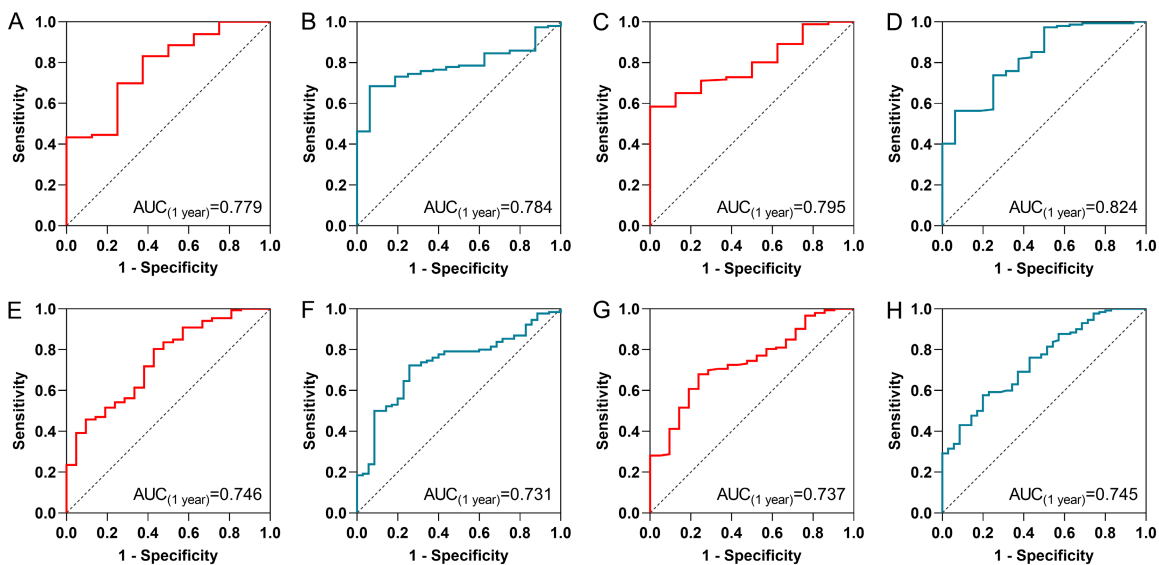 A B C D
1.0 1.0 1.0 1.0
0.8 0.8 0.8 0.8
0.6 0.6 0.6 0.6
0.4 0.4 0.4 0.4
0.2 0.2 0.2 0.2
0.0 0.0 0.0 0.0
Sensitivity Sensitivity Sensitivity Sensitivity
AUC(1 year)=0.779 AUC(1 year)=0.784 AUC(1 year)=0.795 AUC(1 year)=0.824
0.0 0.2 0.4 0.6 0.8 1.0 0.0 0.2 0.4 0.6 0.8 1.0 0.0 0.2 0.4 0.6 0.8 1.0 0.0 0.2 0.4 0.6 0.8 1.0
1 - Specificity 1 - Specificity 1 - Specificity 1 - Specificity
E F G H
1.0 1.0 1.0 1.0
0.8 0.8 0.8 0.8
0.6 0.6 0.6 0.6
0.4 0.4 0.4 0.4
0.2 0.2 0.2 0.2
0.0 0.0 0.0 0.0
Sensitivity Sensitivity Sensitivity Sensitivity
AUC(1 year)=0.746 AUC(1 year)=0.731 AUC(1 year)=0.737 AUC(1 year)=0.745
0.0 0.2 0.4 0.6 0.8 1.0 0.0 0.2 0.4 0.6 0.8 1.0 0.0 0.2 0.4 0.6 0.8 1.0 0.0 0.2 0.4 0.6 0.8 1.0
1 - Specificity 1 - Specificity 1 - Specificity 1 - Specificity